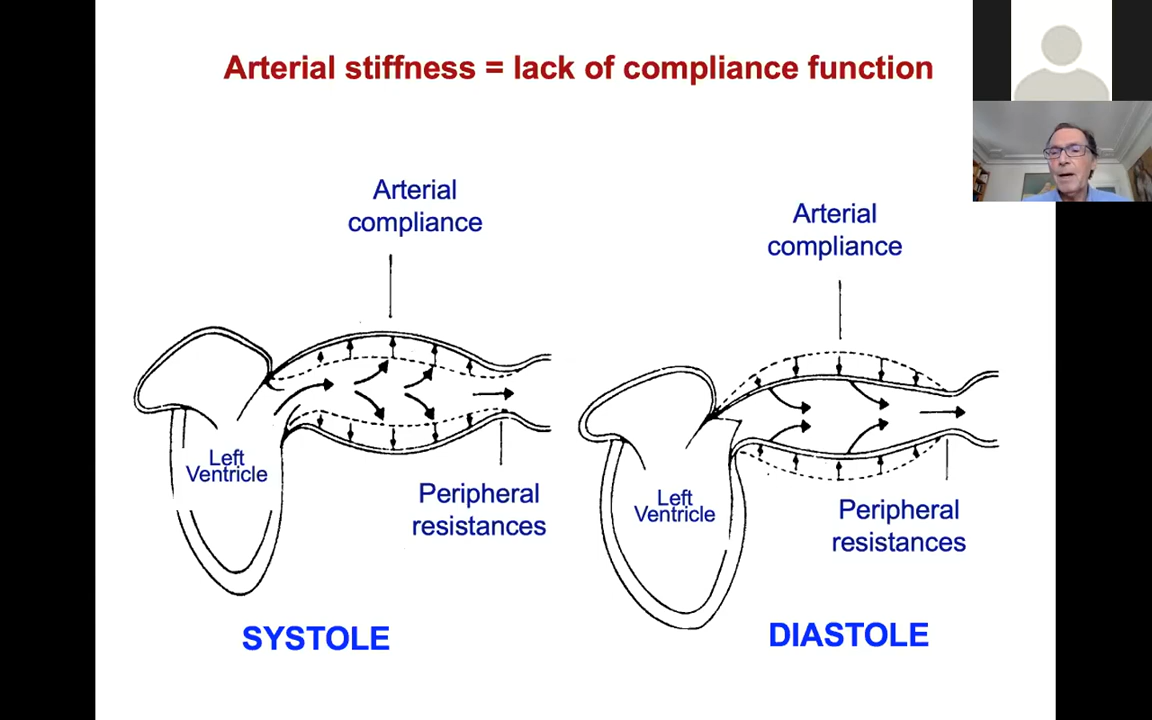 Arterial stiffness = lack of compliance function
Arterial
compliance
Left
Ventricle
Peripheral
resistances
SYSTOLE
Arterial
compliance
Left
Ventricle
Peripheral
resistances
DIASTOLE